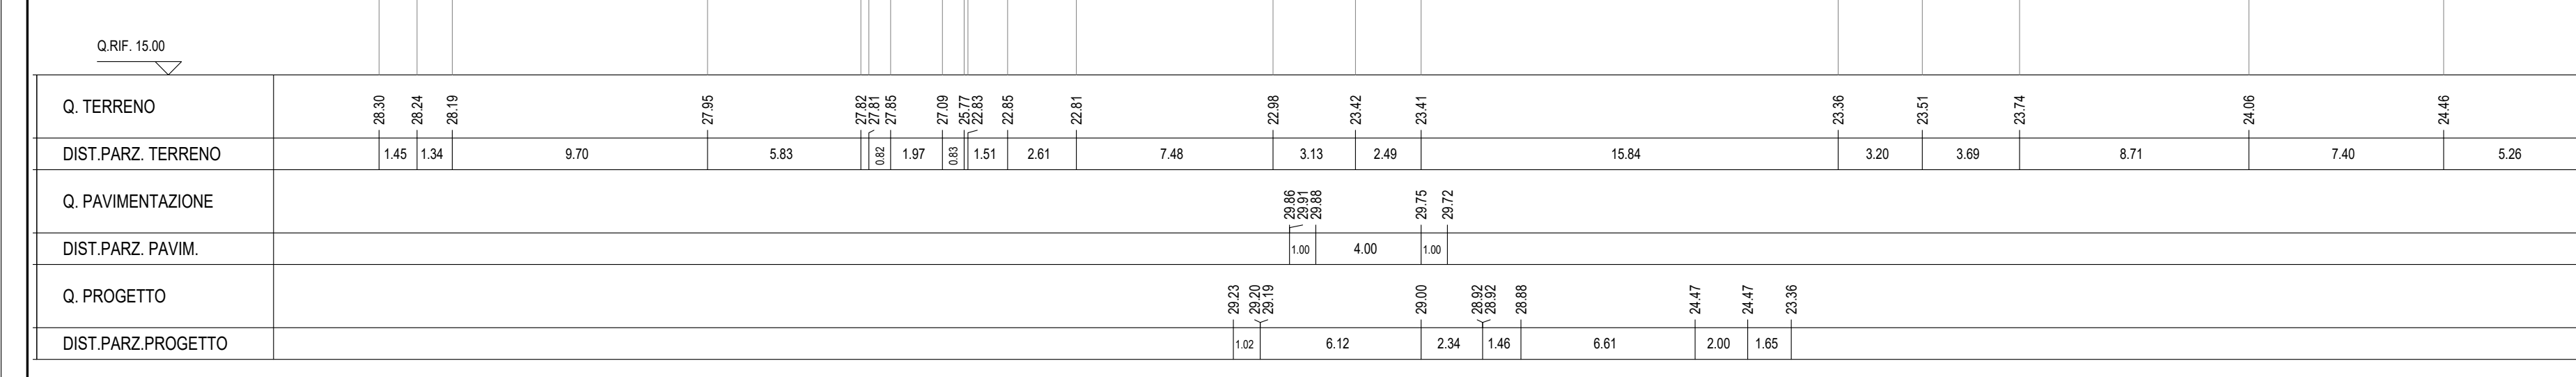 Q.RIF. 15.00
Q. TERRENO 28.30 28.24 28.19 27.95 27.82 27.81 27.85 27.09 25.77 22.83 22.85 22.81 22.98 23.42 23.41 23.36 23.51 23.74 24.06 24.46
DIST.PARZ. TERRENO 1.45 1.34 9.70 5.83 0.82 1.97 0.83 1.51 2.61 7.48 3.13 2.49 15.84 3.20 3.69 8.71 7.40 5.26
Q. PAVIMENTAZIONE 29.86 29.91 29.88 29.75 29.72
DIST.PARZ. PAVIM. 1.00 4.00 1.00
Q. PROGETTO 29.23 29.20 29.19 29.00 28.92 28.92 28.88 24.47 24.47 23.36
DIST.PARZ.PROGETTO 1.02 6.12 2.34 1.46 6.61 2.00 1.65